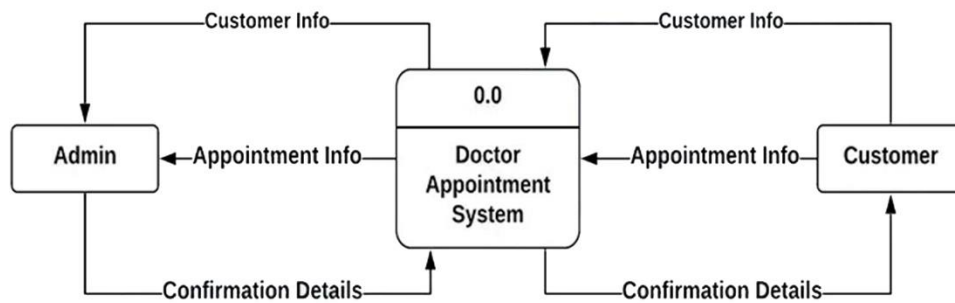 Customer Info
Customer Info
0.0
Admin
Appointment Info
Doctor
Appointment
System
Appointment Info
Customer
Confirmation Details
Confirmation Details